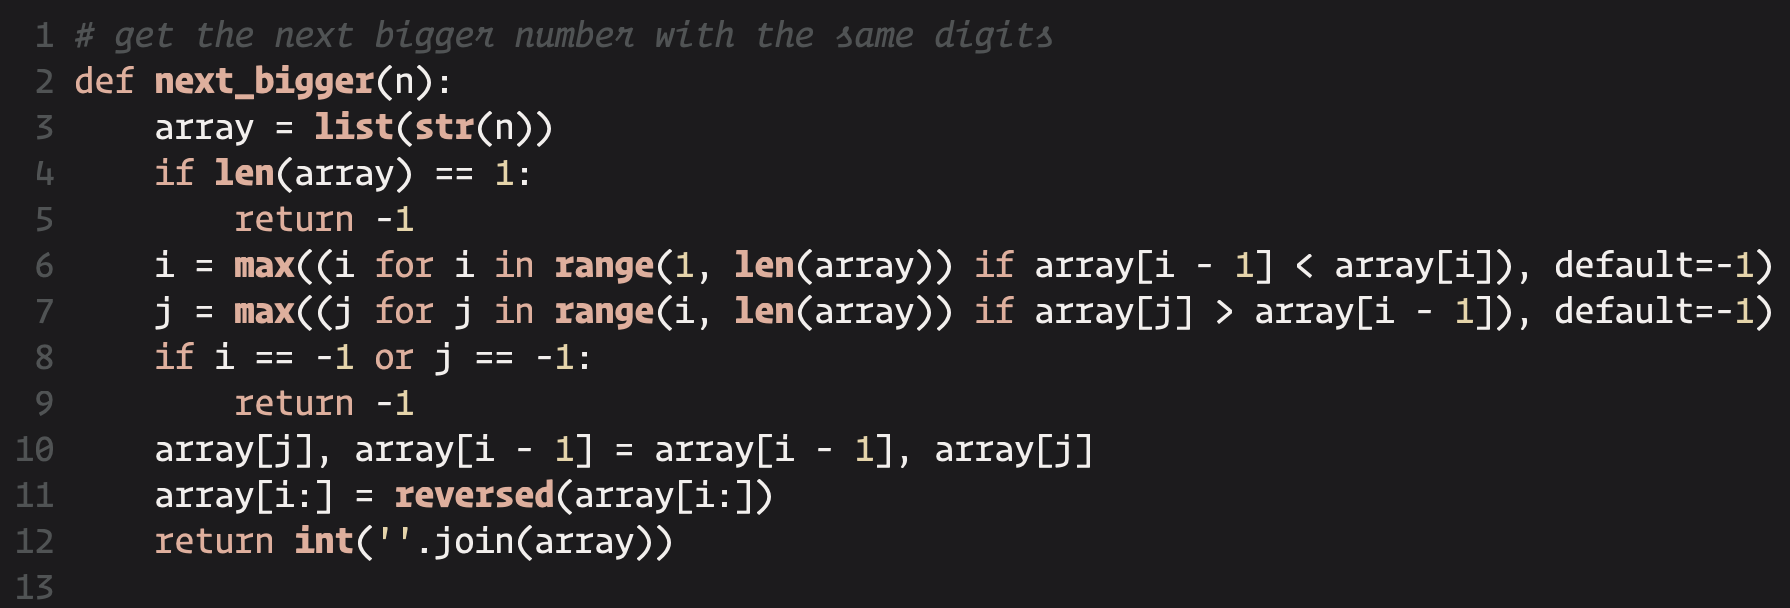 1 # get the next bigger number with the same digits
2 def next_bigger(n):
3     array = list(str(n))
4     if len(array) == 1:
5         return -1
6     i = max((i for i in range(1, len(array)) if array[i - 1] < array[i]), default=-1)
7     j = max((j for j in range(i, len(array)) if array[j] > array[i - 1]), default=-1)
8     if i == -1 or j == -1:
9         return -1
10     array[j], array[i - 1] = array[i - 1], array[j]
11     array[i:] = reversed(array[i:])
12     return int(''.join(array))
13